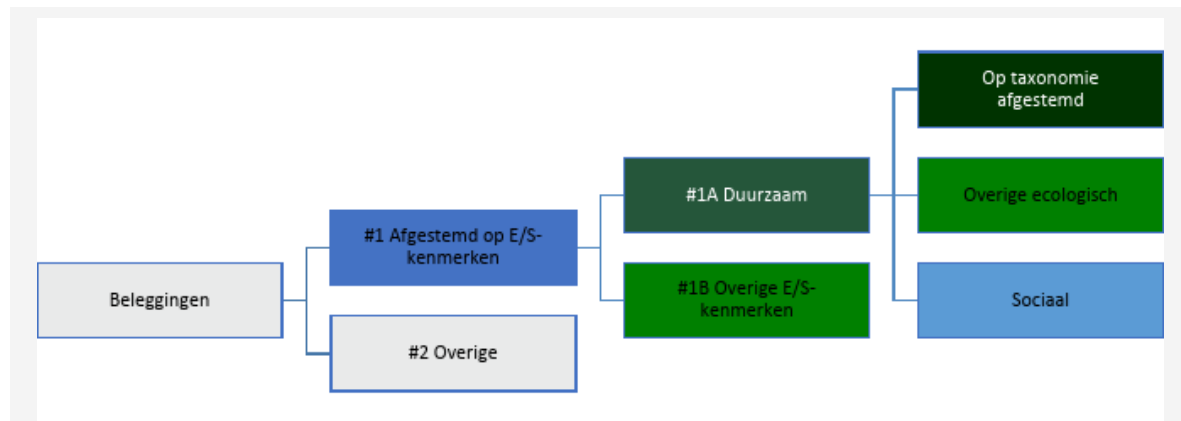 Beleggingen
#1 Afgestemd op E/S-
kenmerken
#2 Overige
#1A Duurzaam
#1B Overige E/S-
kenmerken
Op taxonomie
afgestemd
Overige ecologisch
Sociaal